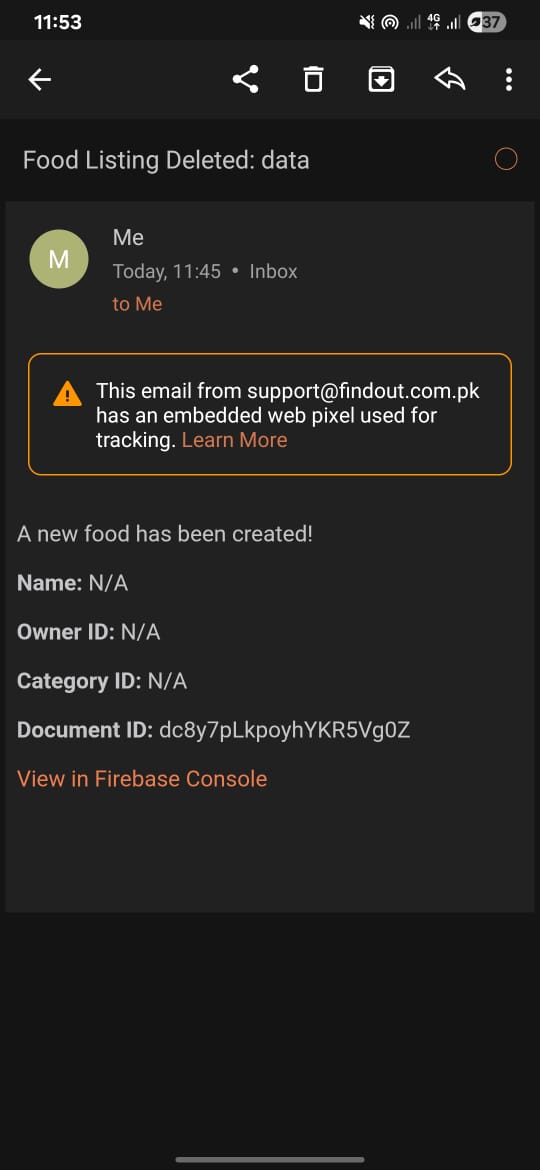 11:53
4G
37
Food Listing Deleted: data
M
Me
Today, 11:45 • Inbox
to Me
This email from support@findout.com.pk
has an embedded web pixel used for
tracking. Learn More
A new food has been created!
Name: N/A
Owner ID: N/A
Category ID: N/A
Document ID: dc8y7pLkpoyhYKR5Vg0Z
View in Firebase Console